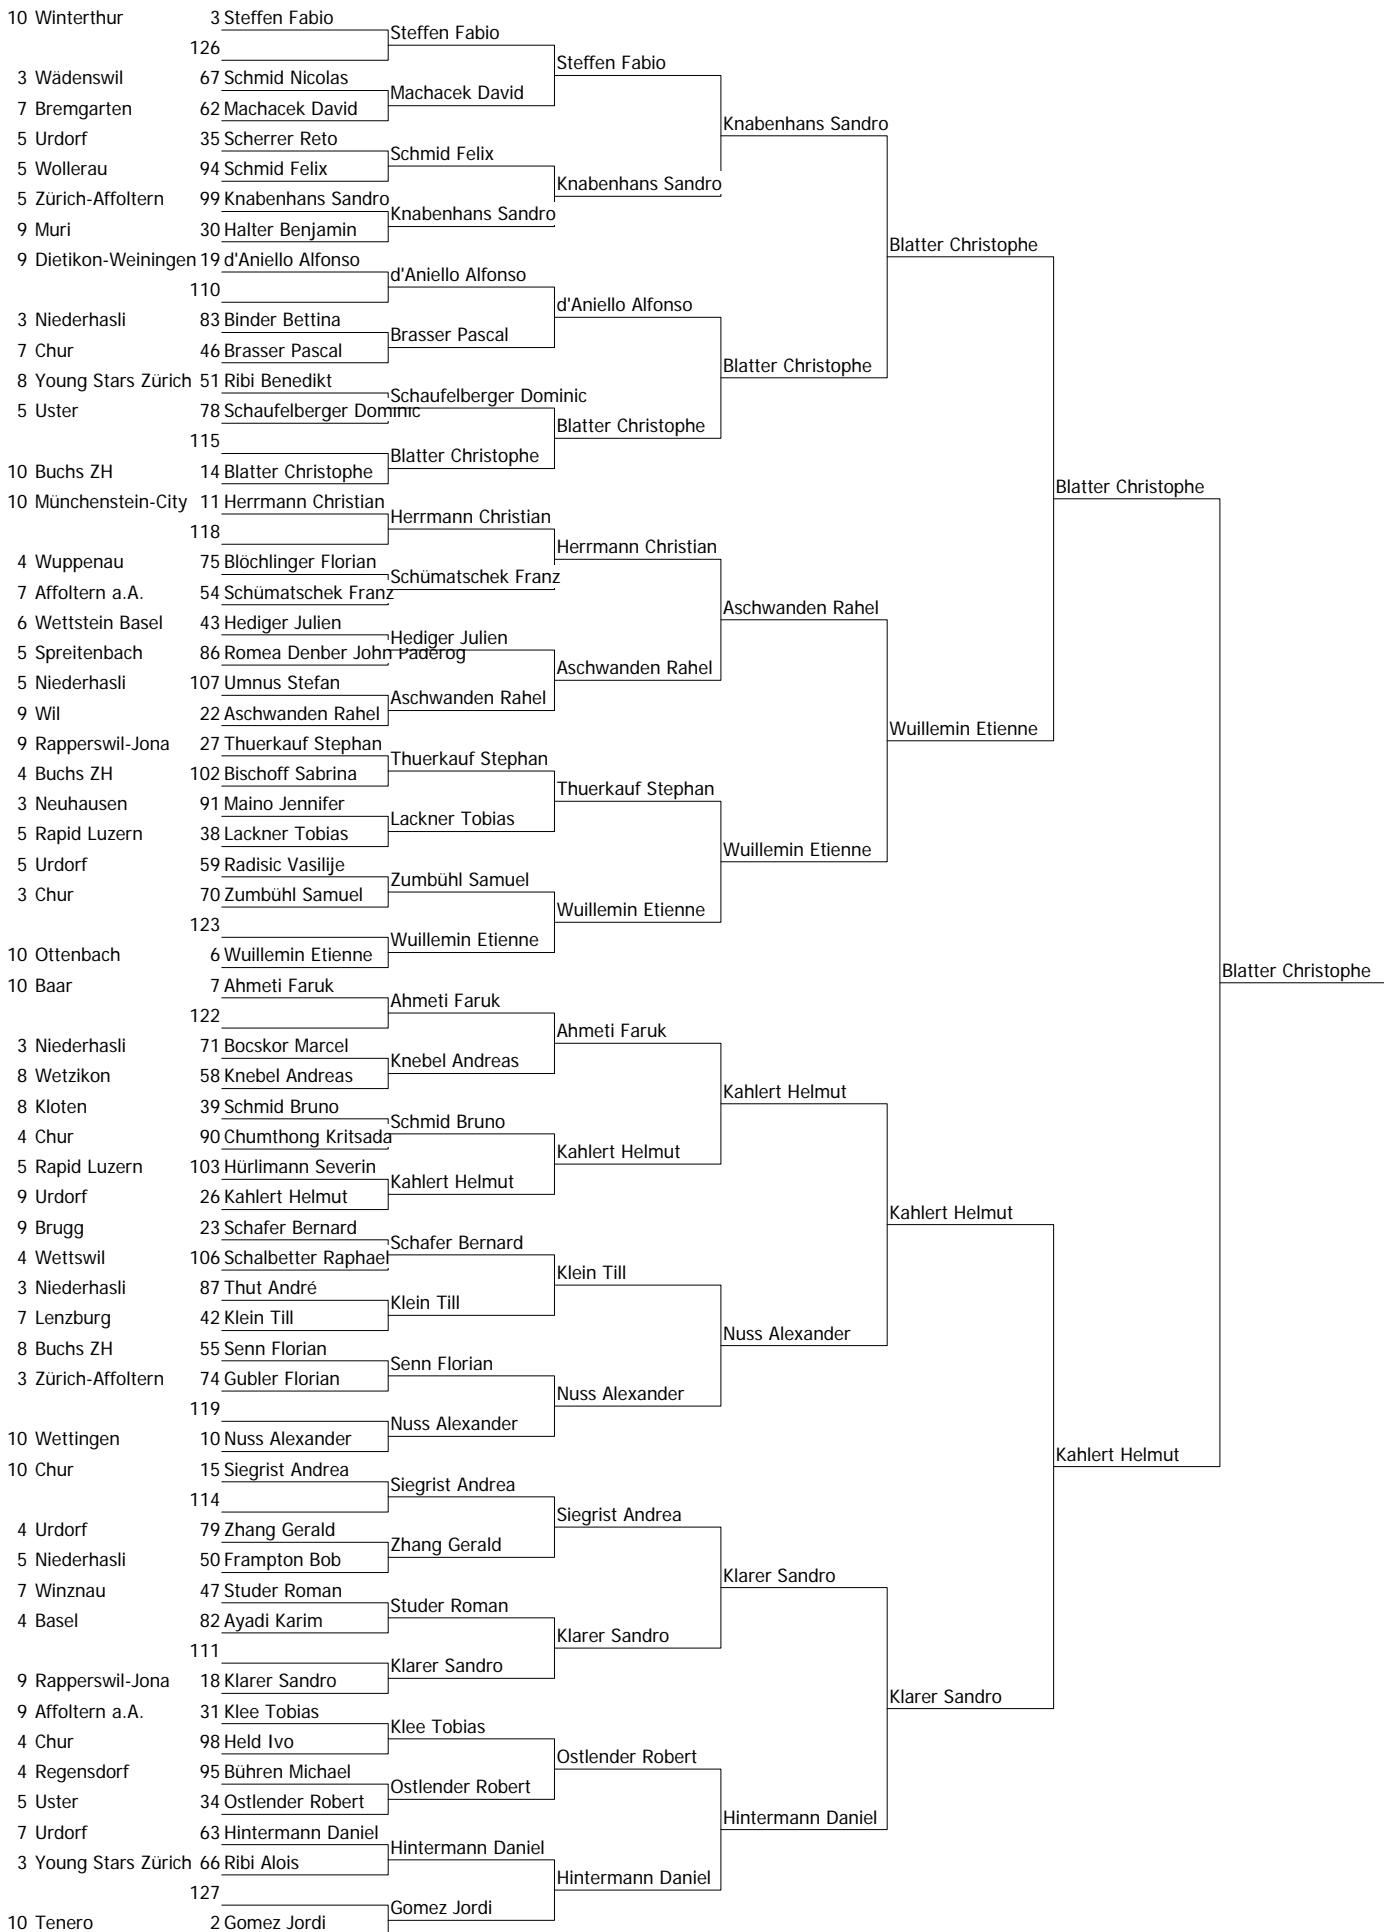 10 Winterthur 3 Steffen Fabio
Steffen Fabio
126
Steffen Fabio
3 Wädenswil 67 Schmid Nicolas
Machacek David
7 Bremgarten 62 Machacek David
Knabenhans Sandro
5 Urdorf 35 Scherrer Reto
Schmid Felix
5 Wollerau 94 Schmid Felix
Knabenhans Sandro
5 Zürich-Affoltern 99 Knabenhans Sandro
Knabenhans Sandro
9 Muri 30 Halter Benjamin
Blatter Christophe
9 Dietikon-Weiningen 19 d'Aniello Alfonso
d'Aniello Alfonso
110
d'Aniello Alfonso
3 Niederhasli 83 Binder Bettina
Brasser Pascal
7 Chur 46 Brasser Pascal
Blatter Christophe
8 Young Stars Zürich 51 Ribi Benedikt
Schaufelberger Dominic
5 Uster 78 Schaufelberger Dominic
Blatter Christophe
115
Blatter Christophe
10 Buchs ZH 14 Blatter Christophe
Blatter Christophe
10 Münchenstein-City 11 Herrmann Christian
Herrmann Christian
118
Herrmann Christian
4 Wuppenau 75 Blöchlinger Florian
Schümatschek Franz
7 Affoltern a.A. 54 Schümatschek Franz
Aschwanden Rahel
6 Wettstein Basel 43 Hediger Julien
Hediger Julien
5 Spreitenbach 86 Romea Denber John Paderog
Aschwanden Rahel
5 Niederhasli 107 Umnus Stefan
Aschwanden Rahel
9 Wil 22 Aschwanden Rahel
Wuillemin Etienne
9 Rapperswil-Jona 27 Thuerkauf Stephan
Thuerkauf Stephan
4 Buchs ZH 102 Bischoff Sabrina
Thuerkauf Stephan
3 Neuhausen 91 Maino Jennifer
Lackner Tobias
5 Rapid Luzern 38 Lackner Tobias
Wuillemin Etienne
5 Urdorf 59 Radisic Vasilije
Zumbühl Samuel
3 Chur 70 Zumbühl Samuel
Wuillemin Etienne
123
Wuillemin Etienne
10 Ottenbach 6 Wuillemin Etienne
Blatter Christophe
10 Baar 7 Ahmeti Faruk
Ahmeti Faruk
122
Ahmeti Faruk
3 Niederhasli 71 Bocskor Marcel
Knebel Andreas
8 Wetzikon 58 Knebel Andreas
Kahlert Helmut
8 Kloten 39 Schmid Bruno
Schmid Bruno
4 Chur 90 Chumthong Kritsada
Kahlert Helmut
5 Rapid Luzern 103 Hürlimann Severin
Kahlert Helmut
9 Urdorf 26 Kahlert Helmut
Kahlert Helmut
9 Brugg 23 Schafer Bernard
Schafer Bernard
4 Wettswil 106 Schalbetter Raphael
Klein Till
3 Niederhasli 87 Thut André
Klein Till
7 Lenzburg 42 Klein Till
Nuss Alexander
8 Buchs ZH 55 Senn Florian
Senn Florian
3 Zürich-Affoltern 74 Gubler Florian
Nuss Alexander
119
Nuss Alexander
10 Wettingen 10 Nuss Alexander
Kahlert Helmut
10 Chur 15 Siegrist Andrea
Siegrist Andrea
114
Siegrist Andrea
4 Urdorf 79 Zhang Gerald
Zhang Gerald
5 Niederhasli 50 Frampton Bob
Klarer Sandro
7 Winznau 47 Studer Roman
Studer Roman
4 Basel 82 Ayadi Karim
Klarer Sandro
111
Klarer Sandro
9 Rapperswil-Jona 18 Klarer Sandro
Klarer Sandro
9 Affoltern a.A. 31 Klee Tobias
Klee Tobias
4 Chur 98 Held Ivo
Ostlender Robert
4 Regensdorf 95 Bühren Michael
Ostlender Robert
5 Uster 34 Ostlender Robert
Hintermann Daniel
7 Urdorf 63 Hintermann Daniel
Hintermann Daniel
3 Young Stars Zürich 66 Ribi Alois
Hintermann Daniel
127
Gomez Jordi
10 Tenero 2 Gomez Jordi